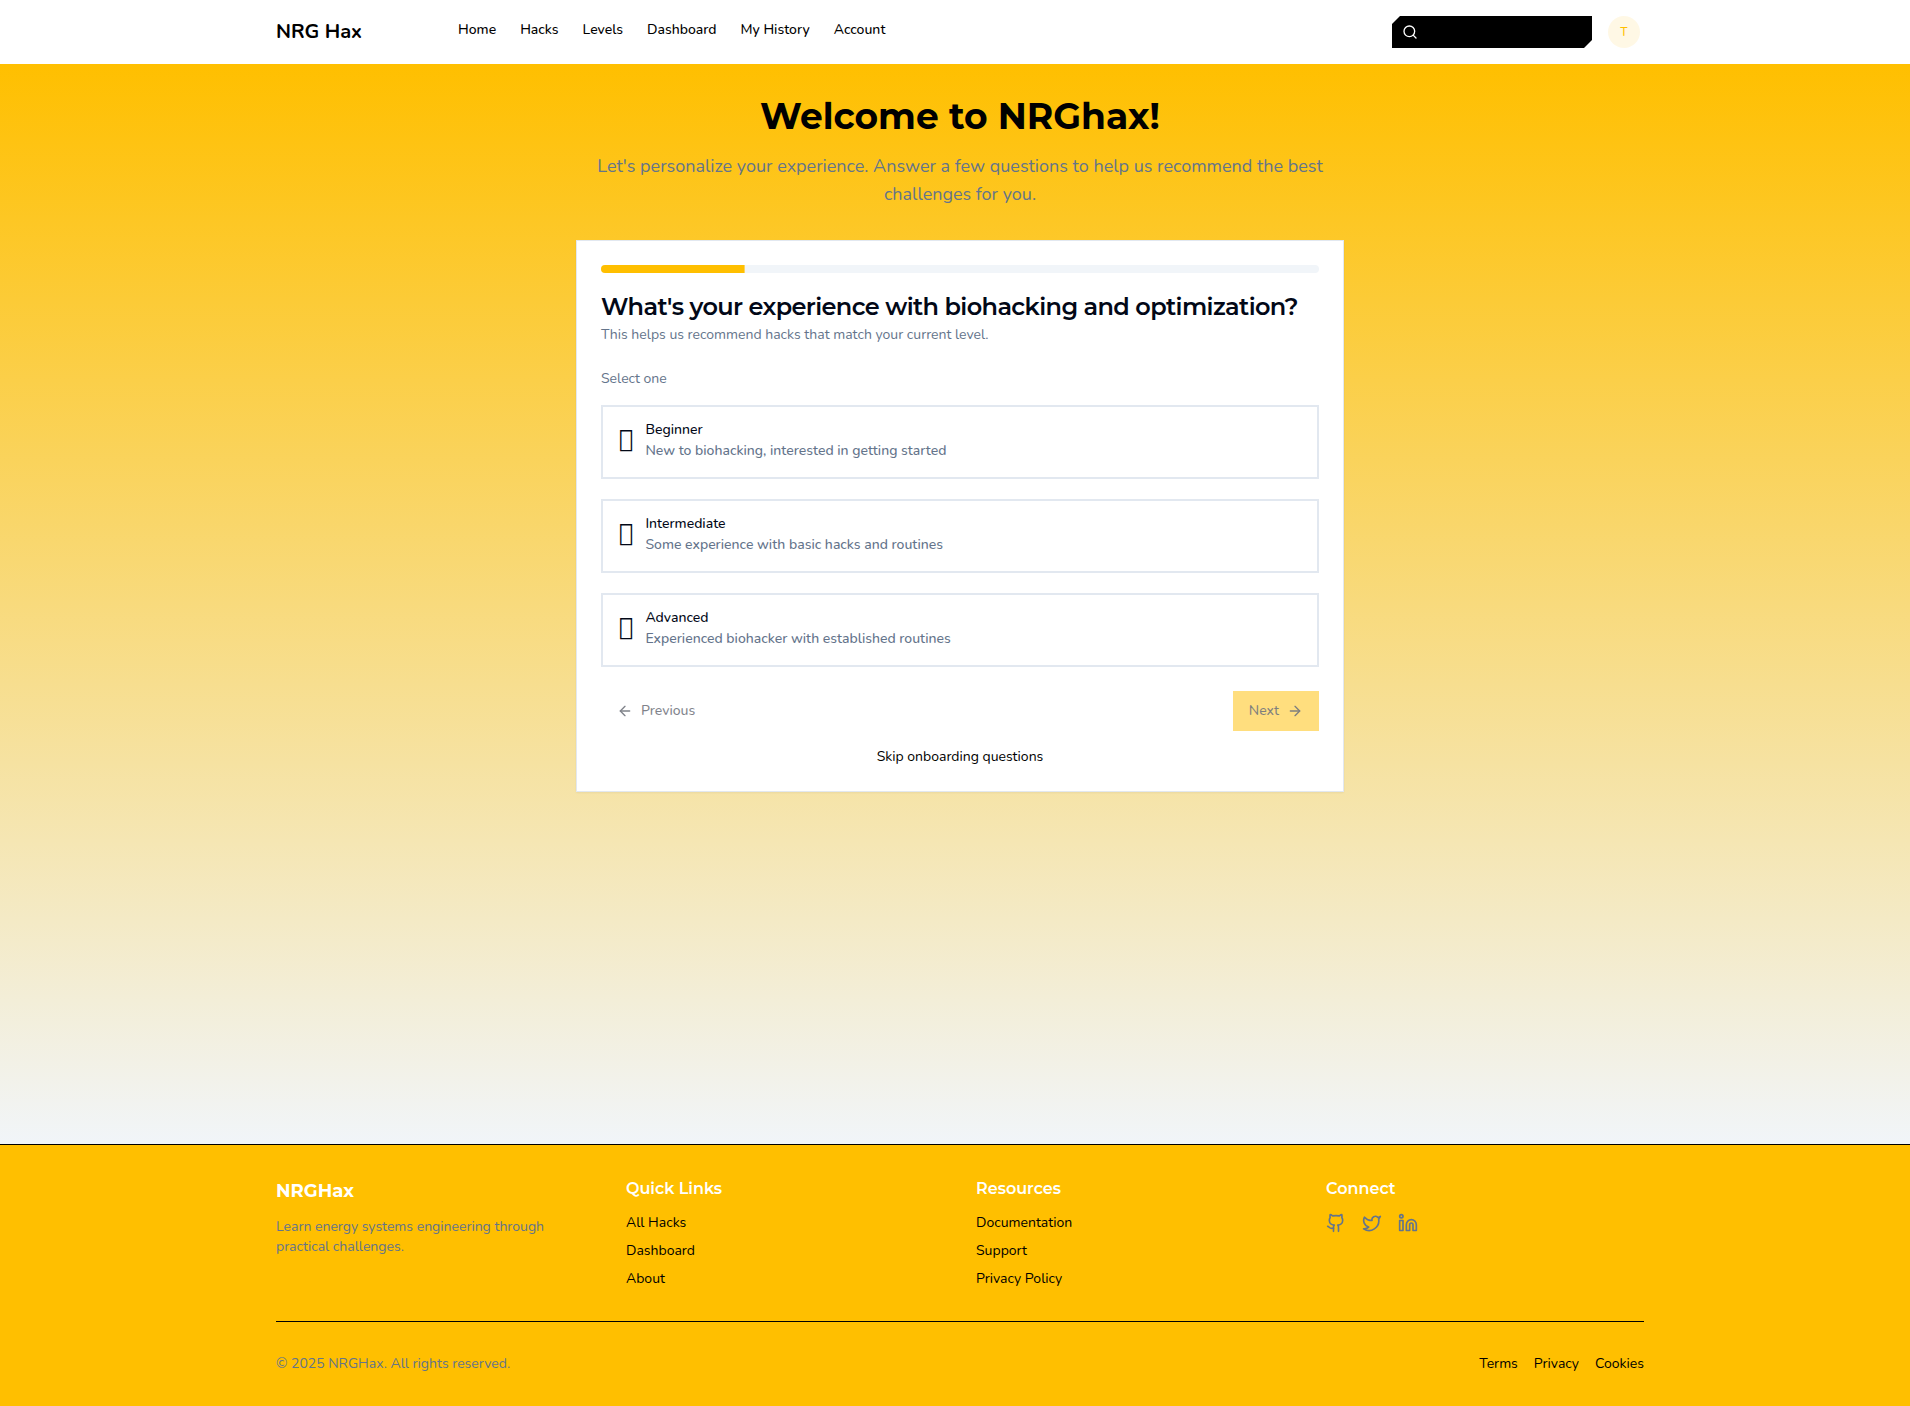 NRG Hax
Home Hacks Levels Dashboard My History Account
T
Welcome to NRGhax!
Let's personalize your experience. Answer a few questions to help us recommend the best
challenges for you.
What's your experience with biohacking and optimization?
This helps us recommend hacks that match your current level.
Select one
Beginner
New to biohacking, interested in getting started
Intermediate
Some experience with basic hacks and routines
Advanced
Experienced biohacker with established routines
Previous
Next
Skip onboarding questions
NRGHax
Learn energy systems engineering through
practical challenges.
Quick Links
All Hacks
Dashboard
About
Resources
Documentation
Support
Privacy Policy
Connect
© 2025 NRGHax. All rights reserved.
Terms Privacy Cookies